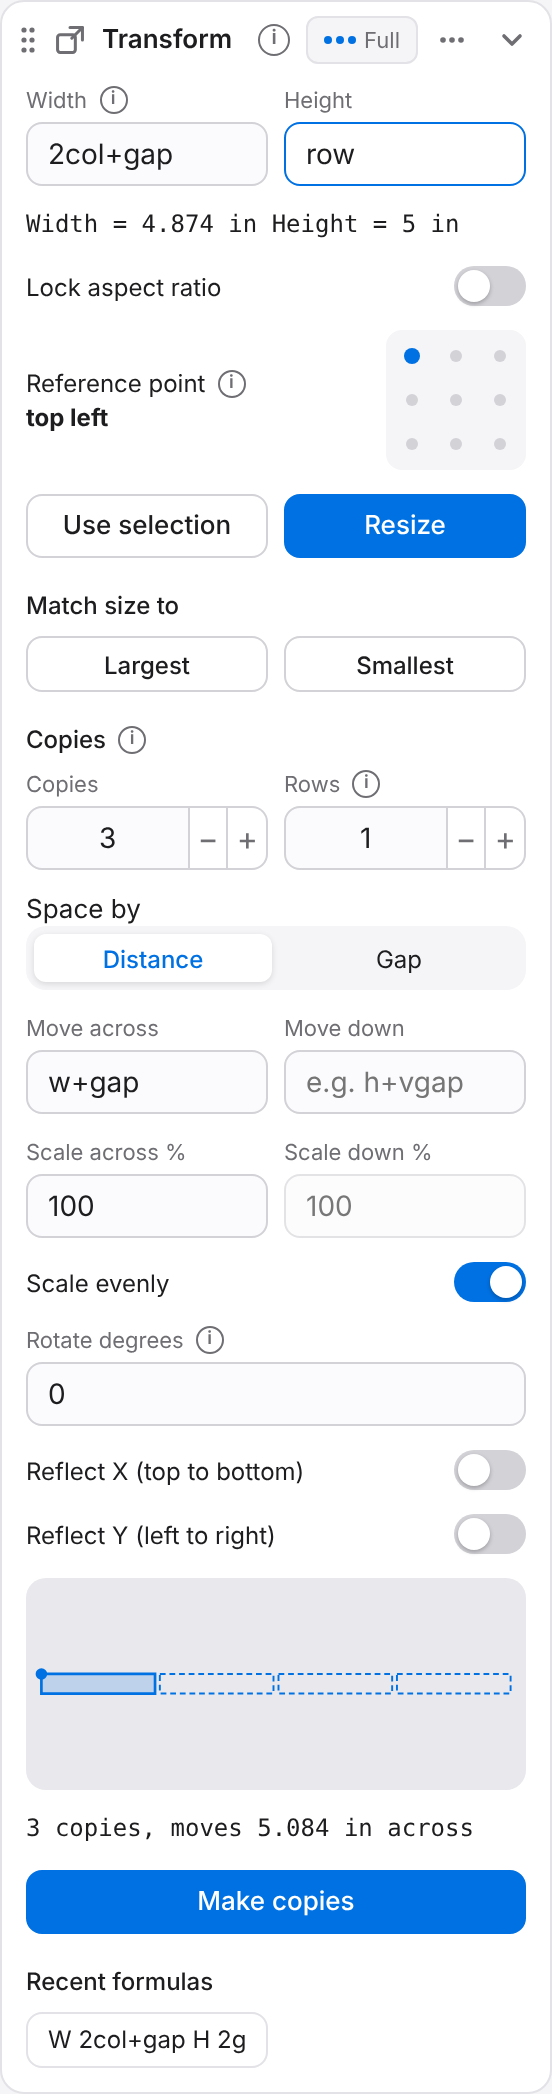 Transform Full
Width Height
2col+gap row
Width = 4.874 in Height = 5 in
Lock aspect ratio
Reference point
top left
Use selection Resize
Match size to
Largest Smallest
Copies
Copies Rows
3 − + 1 − +
Space by
Distance Gap
Move across Move down
w+gap e.g. h+vgap
Scale across % Scale down %
100 100
Scale evenly
Rotate degrees
0
Reflect X (top to bottom)
Reflect Y (left to right)
3 copies, moves 5.084 in across
Make copies
Recent formulas
W 2col+gap H 2g